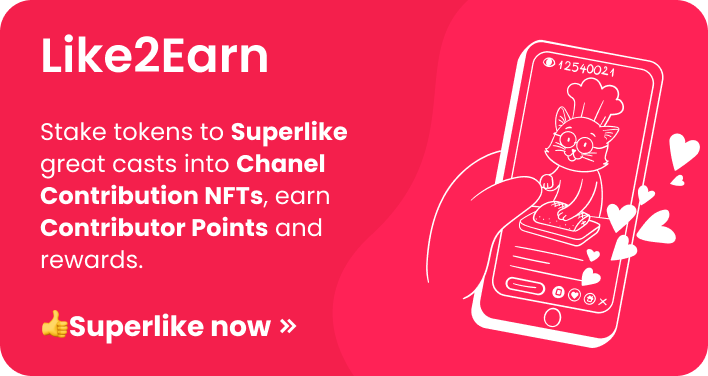 Like2Earn
Stake tokens to Superlike
great casts into Chanel
Contribution NFTs, earn
Contributor Points and
rewards.
👍Superlike now »
12540021